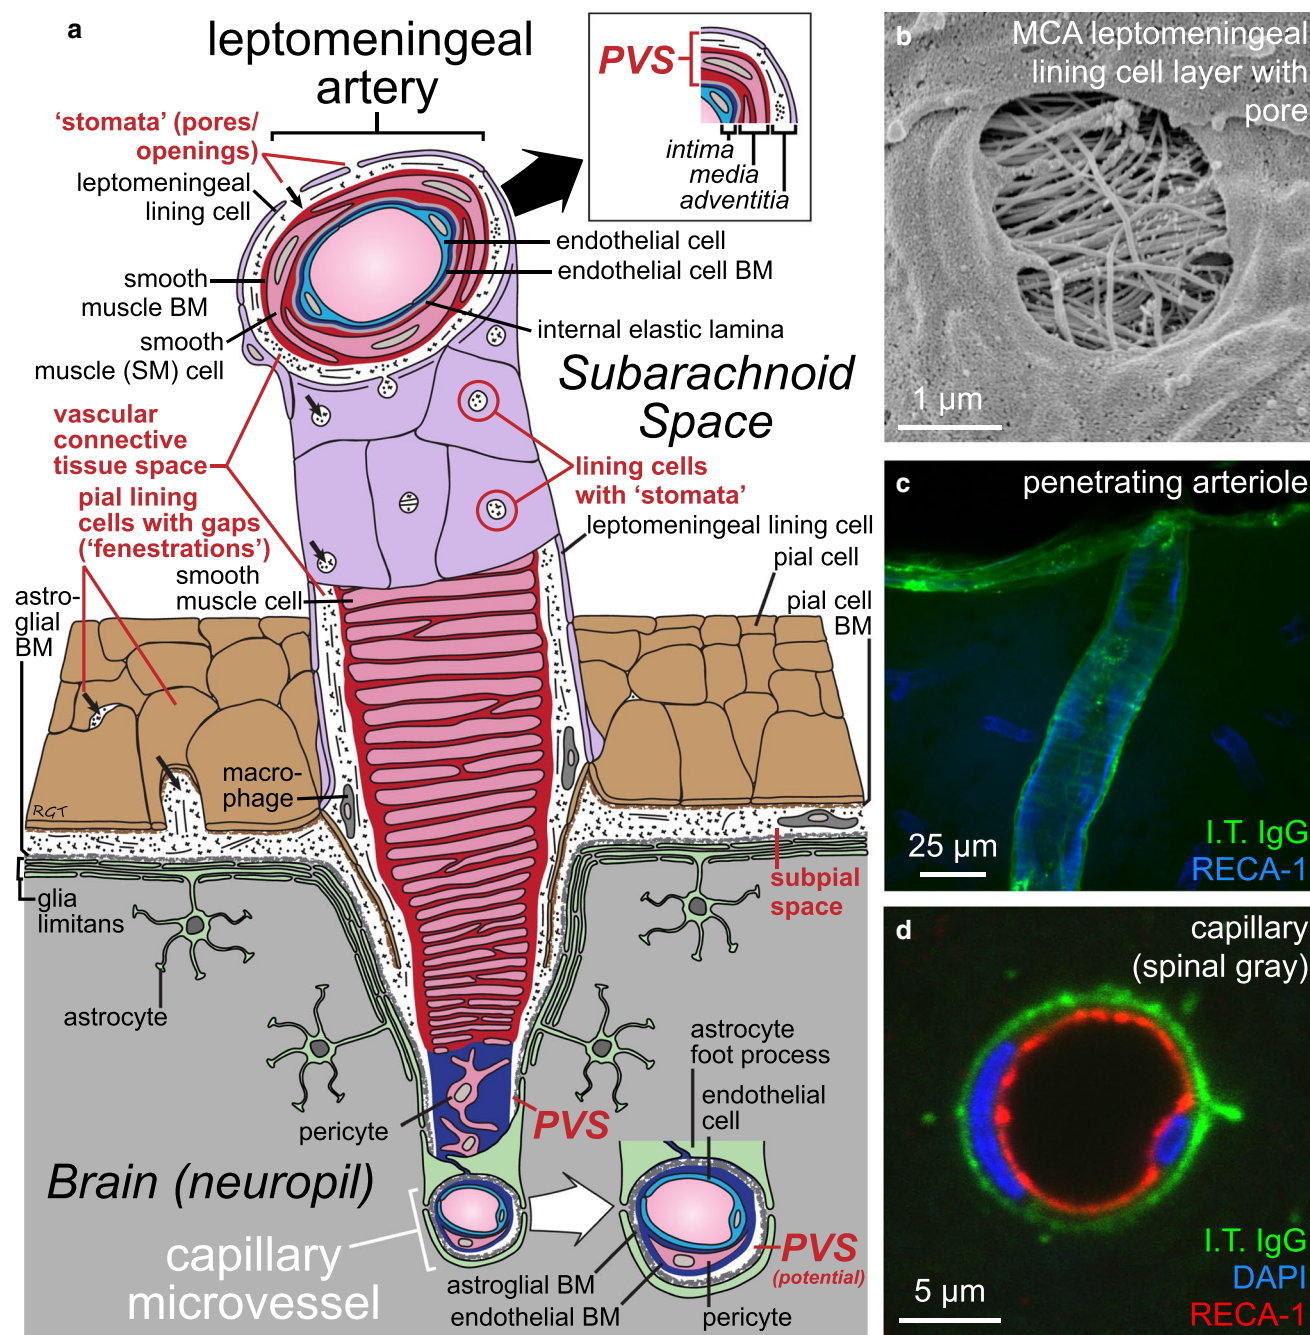 a
leptomeningeal
artery
'stomata' (pores/
openings)
leptomeningeal
lining cell
PVS
intima
media
adventitia
endothelial cell
endothelial cell BM
smooth
muscle BM
internal elastic lamina
smooth
muscle (SM) cell
Subarachnoid
Space
vascular
connective
tissue space
lining cells
with 'stomata'
pial lining
cells with gaps
('fenestrations')
leptomeningeal lining cell
pial cell
smooth
muscle cell
astro-
glial
BM
pial cell
BM
macro-
phage
RGT
subpial
space
glia
limitans
astrocyte
astrocyte
foot process
endothelial
cell
pericyte
PVS
Brain (neuropil)
capillary
microvessel
PVS
(potential)
astroglial BM
endothelial BM
pericyte
b
MCA leptomeningeal
lining cell layer with
pore
1 µm
c
penetrating arteriole
25 µm
I.T. IgG
RECA-1
d
capillary
(spinal gray)
5 µm
I.T. IgG
DAPI
RECA-1